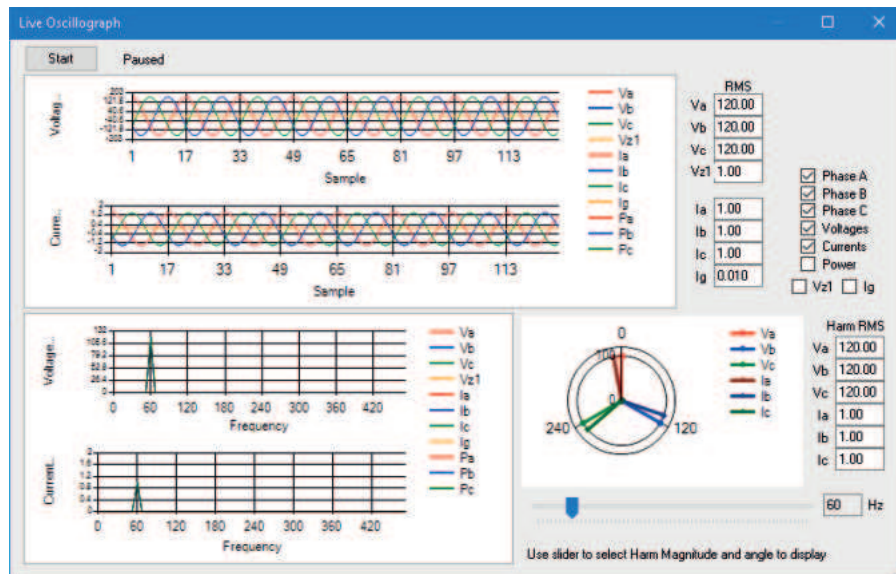 Live Oscillograph
Start Paused
Voltag...
200
121.6
40.6
-40.6
-121.6
-200
1 17 33 49 65 81 97 113
Sample
Curre...
2
1.2
-1.2
-2
1 17 33 49 65 81 97 113
Sample
Va
Vb
Vc
Vz1
Ia
Ib
Ic
Ig
Pa
Pb
Pc
RMS
Va 120.00
Vb 120.00
Vc 120.00
Vz1 1.00
Ia 1.00
Ib 1.00
Ic 1.00
Ig 0.010
Phase A
Phase B
Phase C
Voltages
Currents
Power
Vz1 Ig
Voltage...
132
105.6
79.2
52.8
26.4
0
0 60 120 180 240 300 360 420
Frequency
Current...
2
1.6
1.2
0.8
0.4
0
0 60 120 180 240 300 360 420
Frequency
Va
Vb
Vc
Vz1
Ia
Ib
Ic
Ig
Pa
Pb
Pc
0
100
0
240 120
Va
Vb
Vc
Ia
Ib
Ic
Harm RMS
Va 120.00
Vb 120.00
Vc 120.00
Ia 1.00
Ib 1.00
Ic 1.00
60 Hz
Use slider to select Harm Magnitude and angle to display